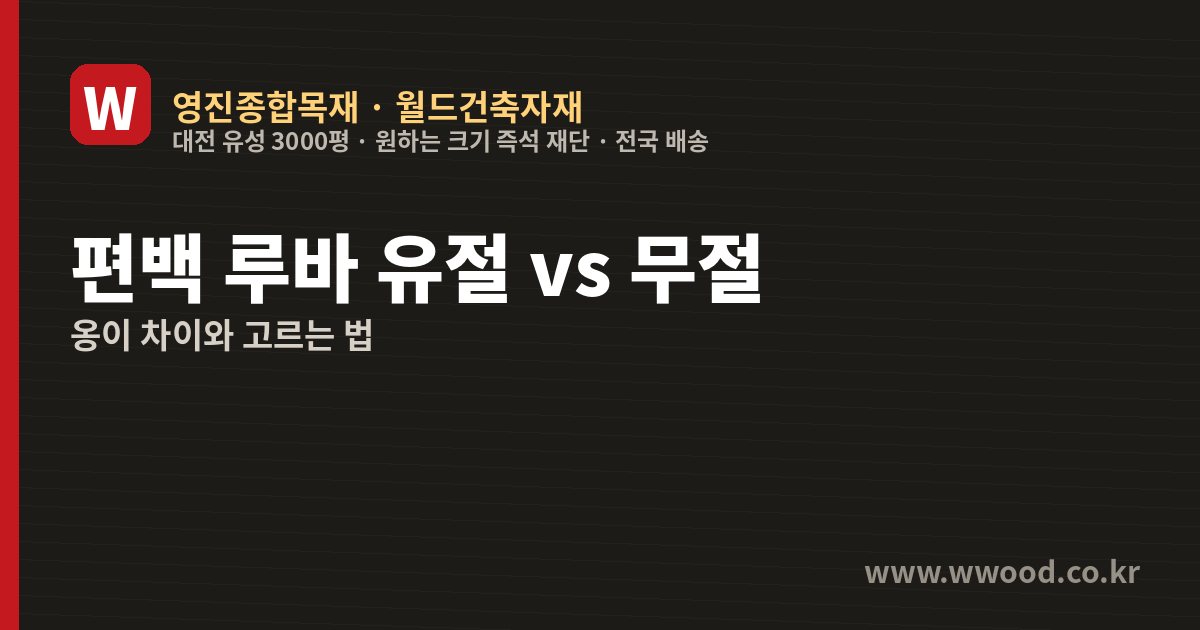 W
영진종합목재 · 월드건축자재
대전 유성 3000평 · 원하는 크기 즉석 재단 · 전국 배송
편백 루바 유절 vs 무절
옹이 차이와 고르는 법
www.wwood.co.kr